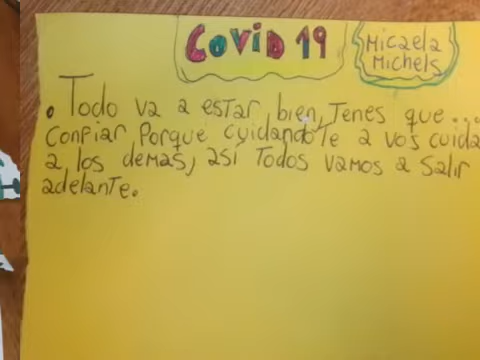 Covid 19
Micaela
Michels
. Todo va a estar bien, Tenes que...
confiar Porque cuidandoTe a vos cuida
a los demas, asi Todos vamos a salir
adelante.